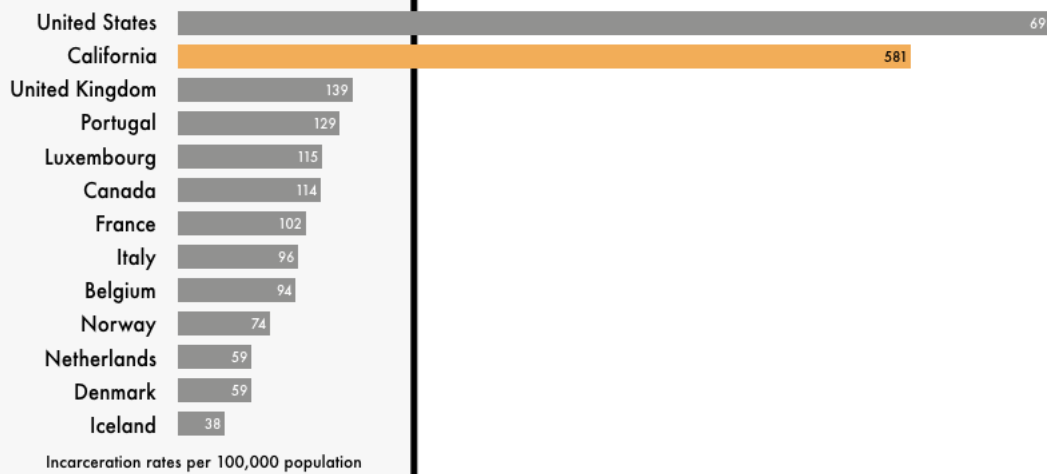 United States 69
California 581
United Kingdom 139
Portugal 129
Luxembourg 115
Canada 114
France 102
Italy 96
Belgium 94
Norway 74
Netherlands 59
Denmark 59
Iceland 38
Incarceration rates per 100,000 population